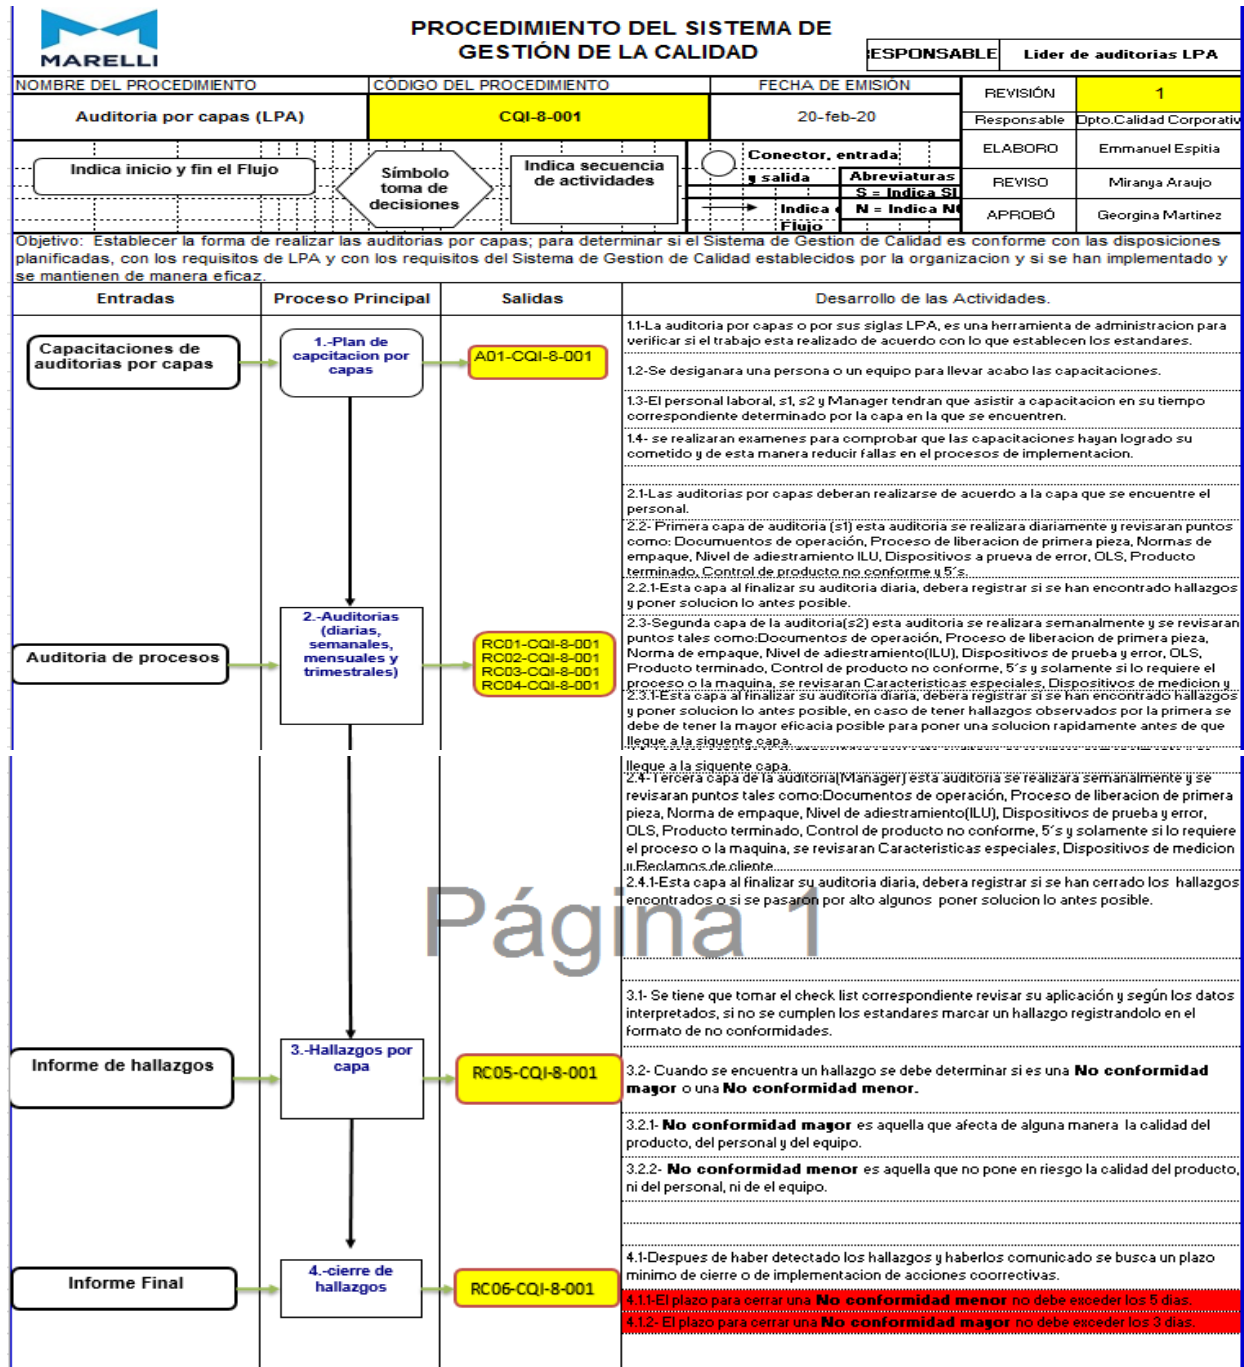 MARELLI
PROCEDIMIENTO DEL SISTEMA DE
GESTIÓN DE LA CALIDAD
ESPONSABLE
Lider de auditorias LPA
NOMBRE DEL PROCEDIMIENTO
CÓDIGO DEL PROCEDIMIENTO
FECHA DE EMISIÓN
REVISIÓN
1
Auditoria por capas (LPA)
CQI-8-001
20-feb-20
Responsable
Dpto.Calidad Corporativ
Indica inicio y fin el Flujo
Símbolo
toma de
decisiones
Indica secuencia
de actividades
Conector, entrada
y salida
Abreviaturas
S = Indica SI
Indica
N = Indica N
Flujo
ELABORO
Emmanuel Espitia
REVISO
Miranya Araujo
APROBÓ
Georgina Martinez
Objetivo: Establecer la forma de realizar las auditorias por capas; para determinar si el Sistema de Gestion de Calidad es conforme con las disposiciones
planificadas, con los requisitos de LPA y con los requisitos del Sistema de Gestion de Calidad establecidos por la organizacion y si se han implementado y
se mantienen de manera eficaz.
Entradas
Proceso Principal
Salidas
Desarrollo de las Actividades.
Capacitaciones de
auditorias por capas
1.-Plan de
capcitacion por
capas
A01-CQI-8-001
1.1-La auditoria por capas o por sus siglas LPA, es una herramienta de administracion para
verificar si el trabajo esta realizado de acuerdo con lo que establecen los estandares.
1.2-Se desiganara una persona o un equipo para llevar acabo las capacitaciones.
1.3-El personal laboral, s1, s2 y Manager tendran que asistir a capacitacion en su tiempo
correspondiente determinado por la capa en la que se encuentren.
1.4- se realizaran examenes para comprobar que las capacitaciones hayan logrado su
cometido y de esta manera reducir fallas en el procesos de implementacion.
2.1-Las auditorias por capas deberan realizarse de acuerdo a la capa que se encuentre el
personal.
2.2- Primera capa de auditoria (s1) esta auditoria se realizara diariamente y revisaran puntos
como: Documuentos de operación, Proceso de liberacion de primera pieza, Normas de
empaque, Nivel de adiestramiento ILU, Dispositivos a prueva de error, OLS, Producto
terminado, Control de producto no conforme y 5´s.
2.2.1-Esta capa al finalizar su auditoria diaria, debera registrar si se han encontrado hallazgos
y poner solucion lo antes posible.
Auditoria de procesos
2.-Auditorias
(diarias,
semanales,
mensuales y
trimestrales)
RC01-CQI-8-001
RC02-CQI-8-001
RC03-CQI-8-001
RC04-CQI-8-001
2.3-Segunda capa de la auditoria(s2) esta auditoria se realizara semanalmente y se revisaran
puntos tales como:Documentos de operación, Proceso de liberacion de primera pieza,
Norma de empaque, Nivel de adiestramiento(ILU), Dispositivos de prueba y error, OLS,
Producto terminado, Control de producto no conforme, 5´s y solamente si lo requiere el
proceso o la maquina, se revisaran Caracteristicas especiales, Dispositivos de medicion y
2.3.1-Esta capa al finalizar su auditoria diaria, debera registrar si se han encontrado hallazgos
y poner solucion lo antes posible, en caso de tener hallazgos observados por la primera se
debe de tener la mayor eficacia posible para poner una solucion rapidamente antes de que
llegue a la siguente capa.
llegue a la siguente capa.
2.4-Tercera capa de la auditoria(Manager) esta auditoria se realizara semanalmente y se
revisaran puntos tales como:Documentos de operación, Proceso de liberacion de primera
pieza, Norma de empaque, Nivel de adiestramiento(ILU), Dispositivos de prueba y error,
OLS, Producto terminado, Control de producto no conforme, 5´s y solamente si lo requiere
el proceso o la maquina, se revisaran Caracteristicas especiales, Dispositivos de medicion
y Reclamos de cliente
2.4.1-Esta capa al finalizar su auditoria diaria, debera registrar si se han cerrado los hallazgos
encontrados o si se pasaron por alto algunos poner solucion lo antes posible.
Página 1
Informe de hallazgos
3.-Hallazgos por
capa
RC05-CQI-8-001
3.1- Se tiene que tomar el check list correspondiente revisar su aplicación y según los datos
interpretados, si no se cumplen los estandares marcar un hallazgo registrandolo en el
formato de no conformidades.
3.2- Cuando se encuentra un hallazgo se debe determinar si es una No conformidad
mayor o una No conformidad menor.
3.2.1- No conformidad mayor es aquella que afecta de alguna manera la calidad del
producto, del personal y del equipo.
3.2.2- No conformidad menor es aquella que no pone en riesgo la calidad del producto,
ni del personal, ni de el equipo.
Informe Final
4.-cierre de
hallazgos
RC06-CQI-8-001
4.1-Despues de haber detectado los hallazgos y haberlos comunicado se busca un plazo
minimo de cierre o de implementacion de acciones coorrectivas.
4.1.1-El plazo para cerrar una No conformidad menor no debe exceder los 5 dias.
4.1.2- El plazo para cerrar una No conformidad mayor no debe exceder los 3 dias.